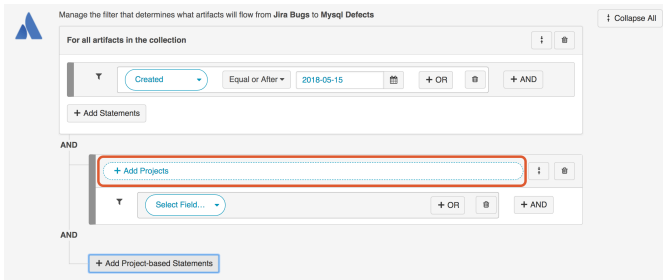 Manage the filter that determines what artifacts will flow from Jira Bugs to Mysql Defects
Collapse All
For all artifacts in the collection
Created Equal or After 2018-05-15 + OR + AND
+ Add Statements
AND
+ Add Projects
Select Field... + OR + AND
AND
+ Add Project-based Statements